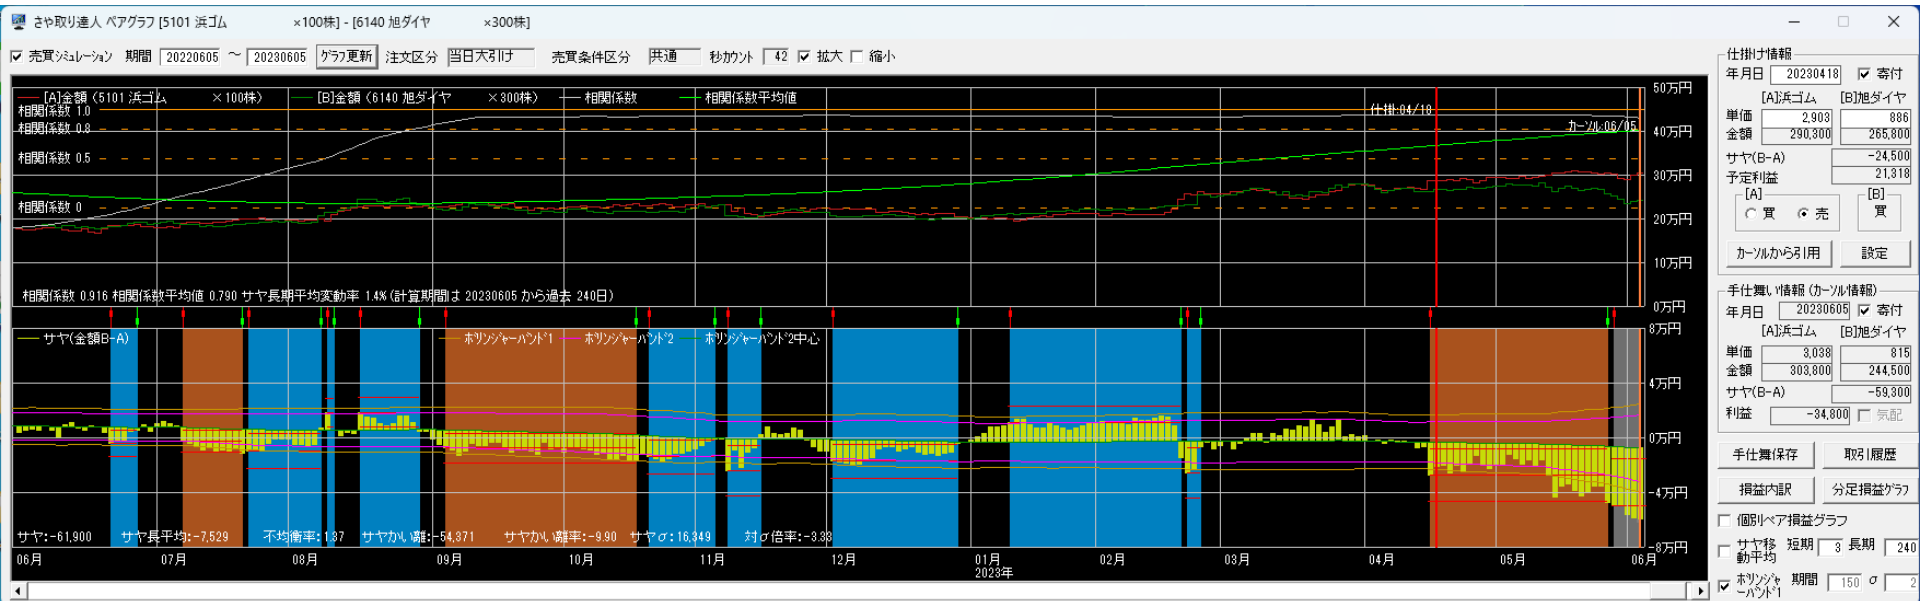 さや取り達人 ペアグラフ [5101 浜ゴム ×100株] - [6140 旭ダイヤ ×300株]
売買シミュレーション 期間 20220605 ～ 20230605 グラフ更新 注文区分 当日大引け 売買条件区分 共通 秒カウント 42 拡大 縮小
[A]金額 (5101 浜ゴム ×100株) [B]金額 (6140 旭ダイヤ ×300株) 相関係数 相関係数平均値
相関係数 1.0
相関係数 0.8
相関係数 0.5
相関係数 0
仕掛:04/18
カーソル:06/05
50万円
40万円
30万円
20万円
10万円
0万円
相関係数 0.916 相関係数平均値 0.790 サヤ長期平均変動率 1.4% (計算期間は 20230605 から過去 240日)
サヤ(金額B-A) ボリンジャーバンド1 ボリンジャーバンド2 ボリンジャーバンド2中心
8万円
4万円
0万円
-4万円
-8万円
サヤ:-61,900 サヤ長平均:-7,529 不均衡率:1.37 サヤかい離:-54,371 サヤかい離率:-9.90 サヤσ:16,349 対σ倍率:-3.33
06月 07月 08月 09月 10月 11月 12月 01月 02月 03月 04月 05月 06月
2023年
仕掛け情報
年月日 20230418 寄付
[A]浜ゴム [B]旭ダイヤ
単価 2,903 886
金額 290,300 265,800
サヤ(B-A) -24,500
予定利益 21,318
[A] [B]
買 売 買
カーソルから引用 設定
手仕舞い情報 (カーソル情報)
年月日 20230605 寄付
[A]浜ゴム [B]旭ダイヤ
単価 3,038 815
金額 303,800 244,500
サヤ(B-A) -59,300
利益 -34,800 気配
手仕舞保存 取引履歴
損益内訳 分足損益グラフ
個別ペア損益グラフ
サヤ移動平均 短期 3 長期 240
ボリンジャーバンド1 期間 150 σ 2